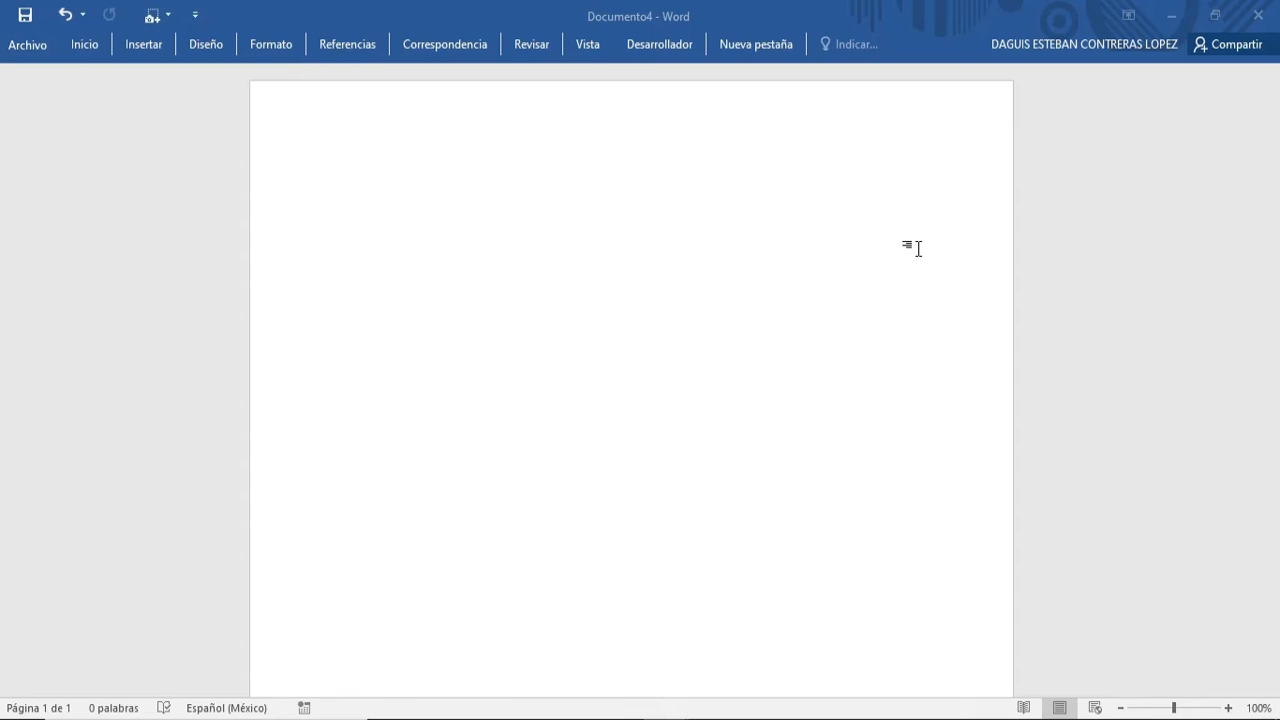 Documento4 - Word
Archivo Inicio Insertar Diseño Formato Referencias Correspondencia Revisar Vista Desarrollador Nueva pestaña Indicar... DAGUIS ESTEBAN CONTRERAS LOPEZ Compartir
Página 1 de 1 0 palabras Español (México) 100%